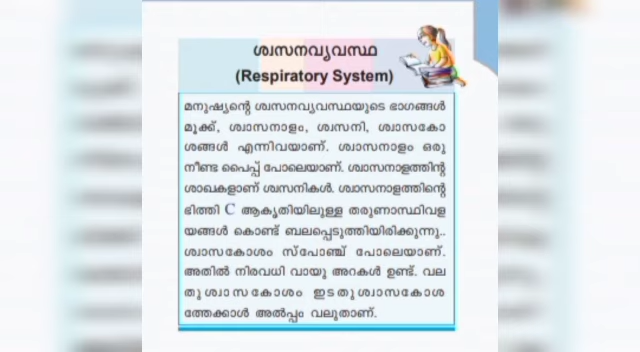 ശ്വസനവ്യവസ്ഥ
(Respiratory System)
മനുഷ്യന്റെ ശ്വസനവ്യവസ്ഥയുടെ ഭാഗങ്ങൾ
മൂക്ക്, ശ്വാസനാളം, ശ്വസനി, ശ്വാസകോ
ശങ്ങൾ എന്നിവയാണ്. ശ്വാസനാളം ഒരു
നീണ്ട പൈപ്പ് പോലെയാണ്. ശ്വാസനാളത്തിന്റ
ശാഖകളാണ് ശ്വസനികൾ. ശ്വാസനാളത്തിന്റെ
ഭിത്തി C ആകൃതിയിലുള്ള തരുണാസ്ഥിവള
യങ്ങൾ കൊണ്ട് ബലപ്പെടുത്തിയിരിക്കുന്നു..
ശ്വാസകോശം സ്പോഞ്ച് പോലെയാണ്.
അതിൽ നിരവധി വായു അറകൾ ഉണ്ട്. വല
തുശ്വാസകോശം ഇടതുശ്വാസകോശ
ത്തേക്കാൾ അൽപ്പം വലുതാണ്.